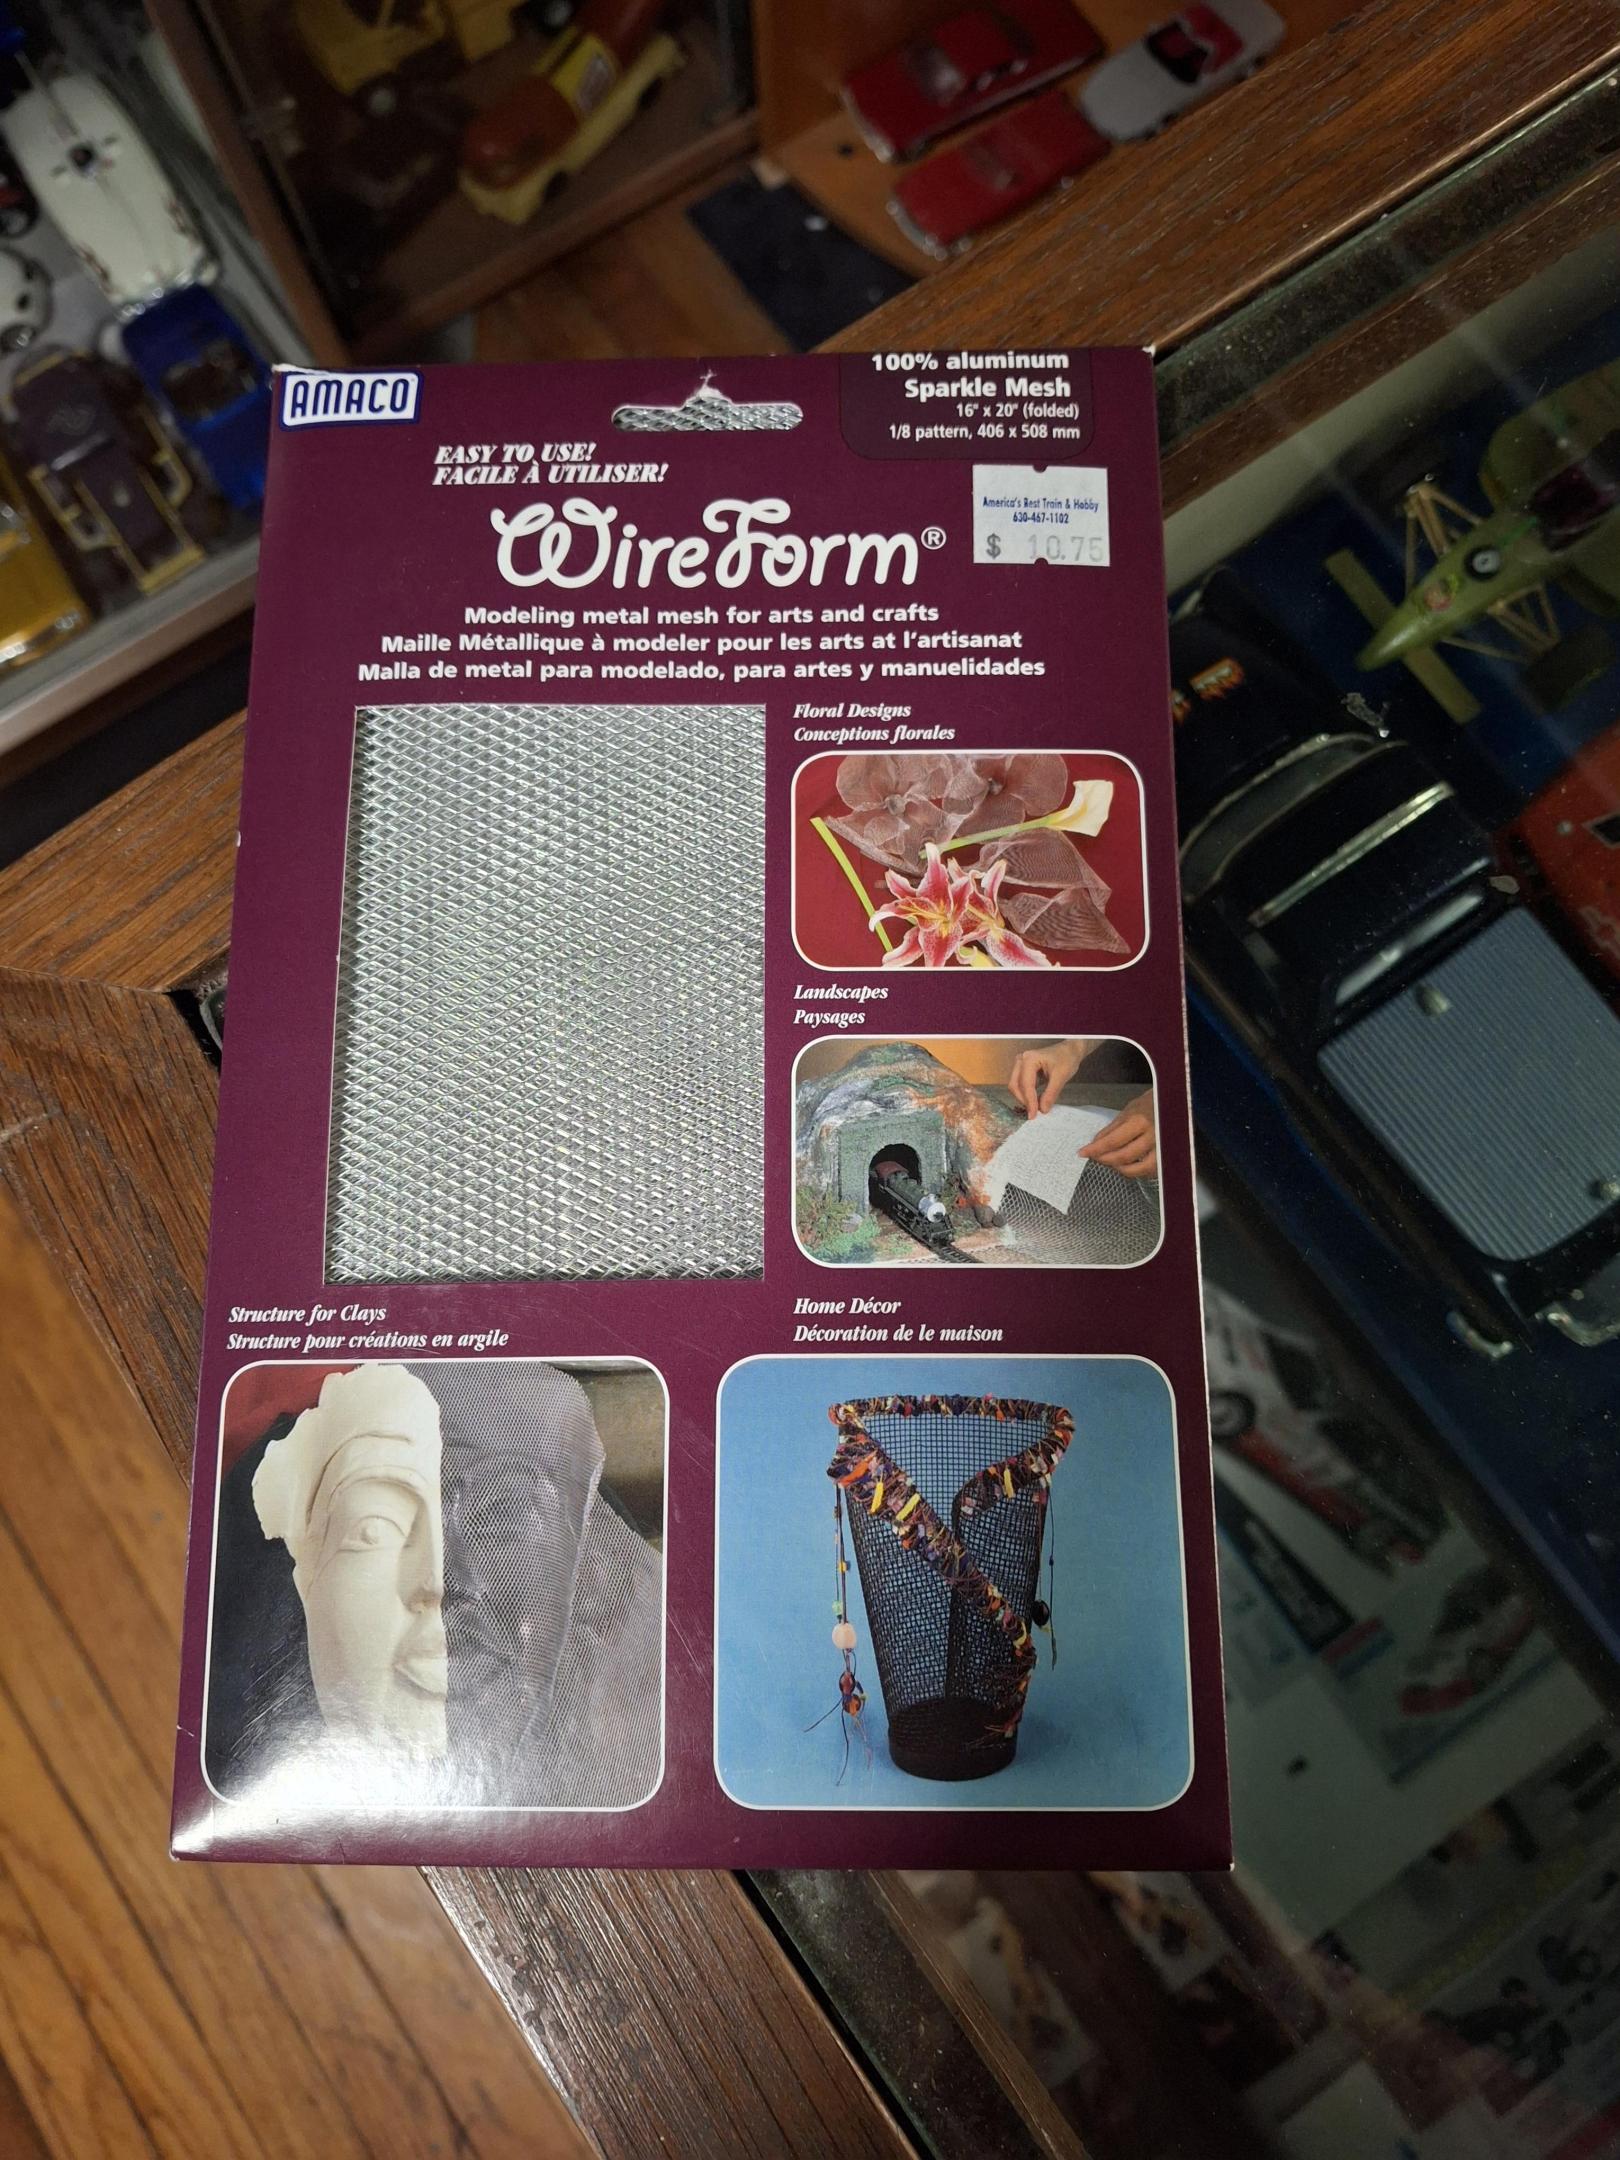 AMACO
100% aluminum
Sparkle Mesh
16" x 20" (folded)
1/8 pattern, 406 x 508 mm
EASY TO USE!
FACILE À UTILISER!
WireForm®
America's Best Train & Hobby
630-467-1102
$ 10.75
Modeling metal mesh for arts and crafts
Maille Métallique à modeler pour les arts at l'artisanat
Malla de metal para modelado, para artes y manuelidades
Floral Designs
Conceptions florales
Landscapes
Paysages
Structure for Clays
Structure pour créations en argile
Home Décor
Décoration de le maison